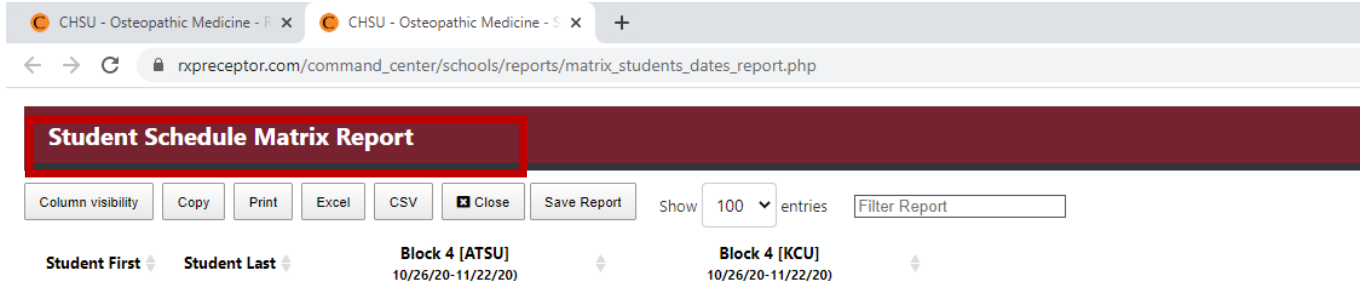 CHSU - Osteopathic Medicine - R
CHSU - Osteopathic Medicine - S
rxpreceptor.com/command_center/schools/reports/matrix_students_dates_report.php
Student Schedule Matrix Report
Column visibility Copy Print Excel CSV Close Save Report Show 100 entries Filter Report
Student First Student Last Block 4 [ATSU] Block 4 [KCU]
10/26/20-11/22/20) 10/26/20-11/22/20)